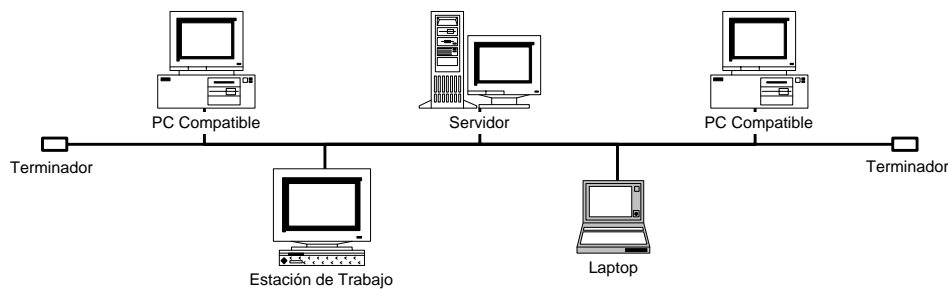 PC Compatible
Servidor
PC Compatible
Terminador
Terminador
Estación de Trabajo
Laptop